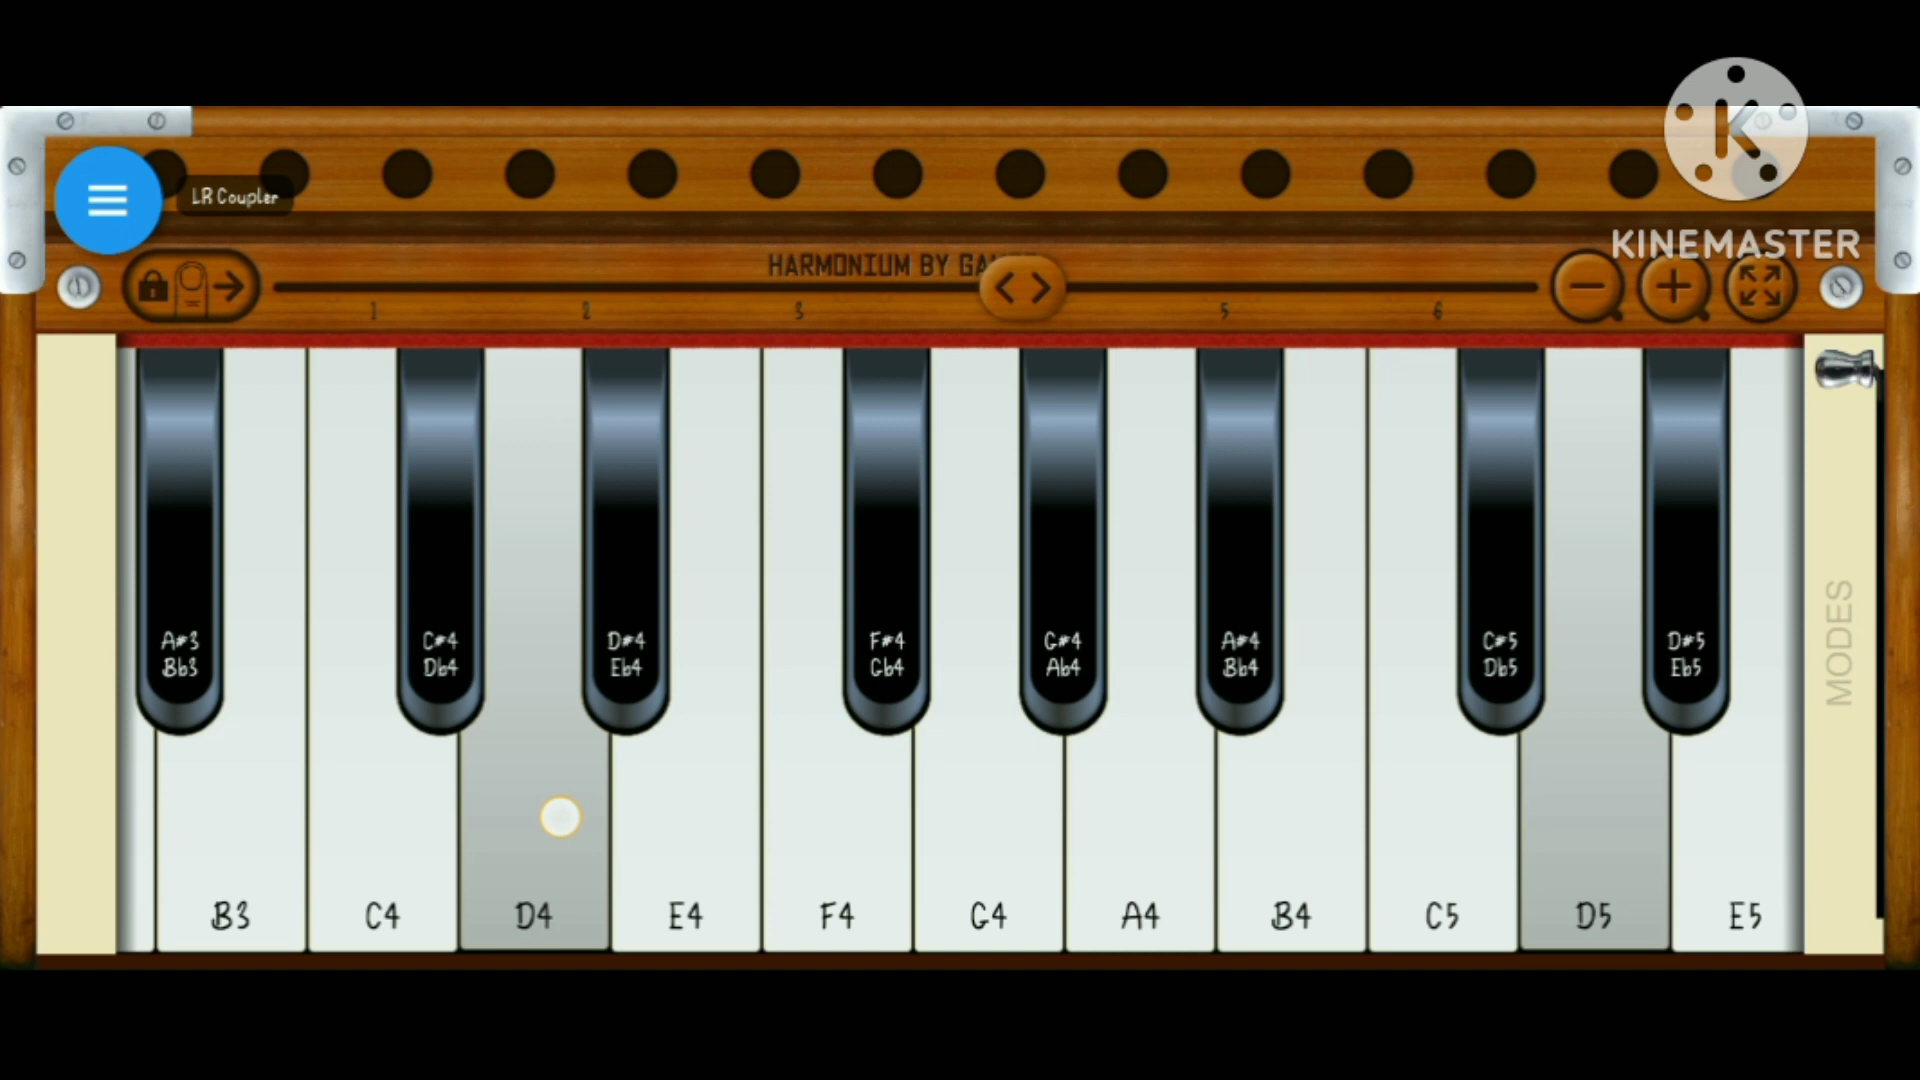 LR Coupler
KINEMASTER
HARMONIUM BY
1 2 3 5 6
A#3 C#4 D#4 F#4 G#4 A#4 C#5 D#5
Bb3 Db4 Eb4 Gb4 Ab4 Bb4 Db5 Eb5
MODES
B3 C4 D4 E4 F4 G4 A4 B4 C5 D5 E5